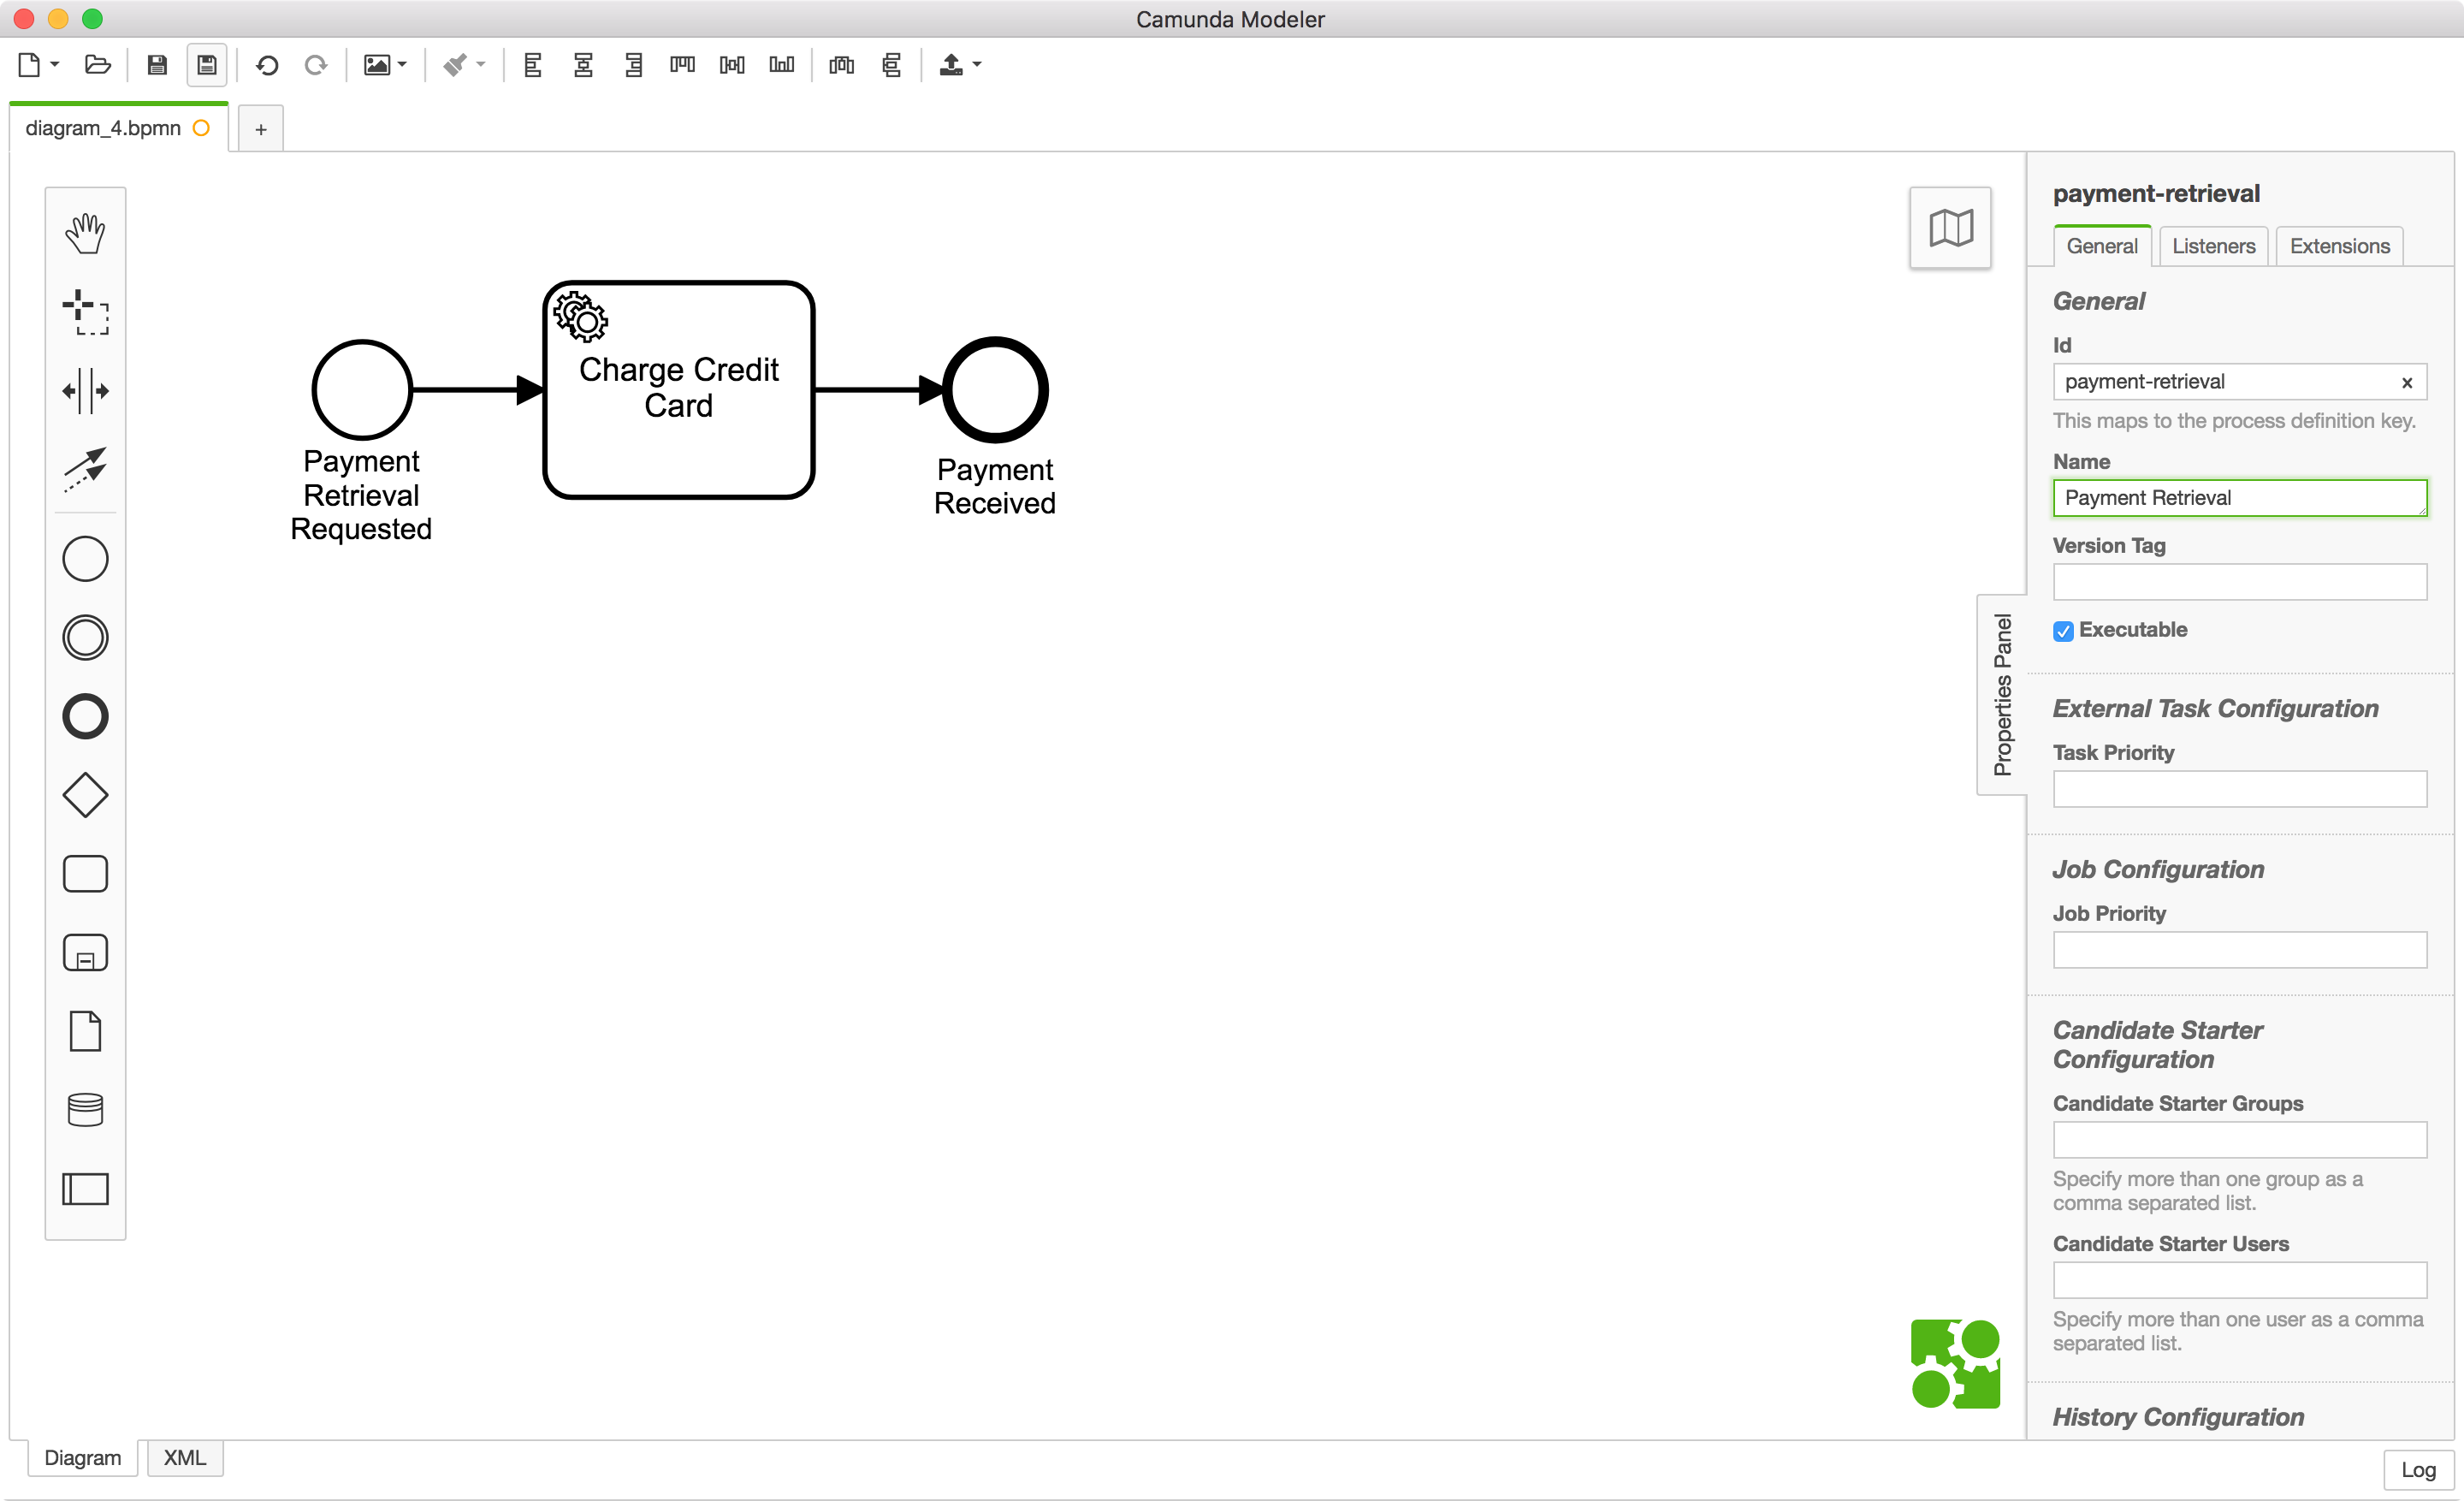 Camunda Modeler
diagram_4.bpmn
+
Payment
Retrieval
Requested
Charge Credit
Card
Payment
Received
Properties Panel
payment-retrieval
General
Listeners
Extensions
General
Id
payment-retrieval
This maps to the process definition key.
Name
Payment Retrieval
Version Tag
Executable
External Task Configuration
Task Priority
Job Configuration
Job Priority
Candidate Starter
Configuration
Candidate Starter Groups
Specify more than one group as a
comma separated list.
Candidate Starter Users
Specify more than one user as a comma
separated list.
History Configuration
Diagram
XML
Log